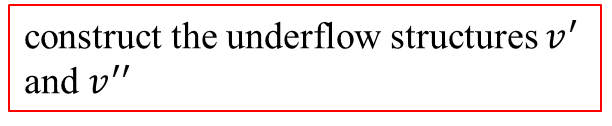 construct the underflow structures v′
and v′′